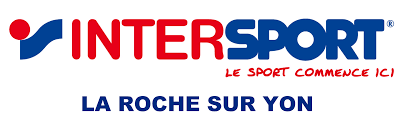 INTERSPORT®
LE SPORT COMMENCE ICI
LA ROCHE SUR YON